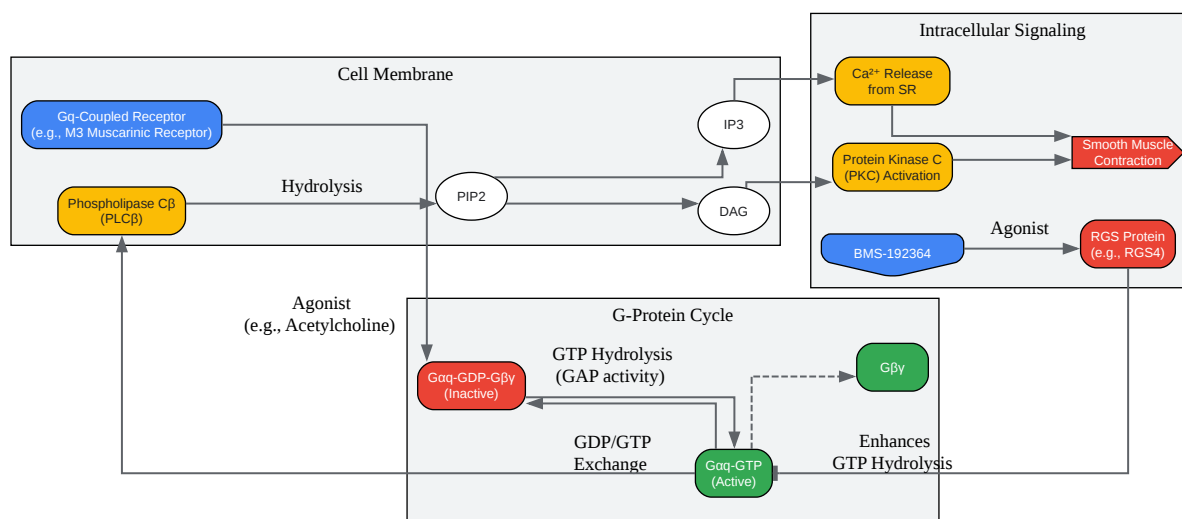 Intracellular Signaling
Cell Membrane
Ca²⁺ Release
from SR
Gq-Coupled Receptor
(e.g., M3 Muscarinic Receptor)
IP3
Smooth Muscle
Contraction
Protein Kinase C
(PKC) Activation
Hydrolysis
Phospholipase Cβ
(PLCβ)
PIP2
DAG
BMS-192364
Agonist
RGS Protein
(e.g., RGS4)
Agonist
(e.g., Acetylcholine)
G-Protein Cycle
GTP Hydrolysis
(GAP activity)
Gβγ
Gαq-GDP-Gβγ
(Inactive)
GDP/GTP
Exchange
Enhances
GTP Hydrolysis
Gαq-GTP
(Active)